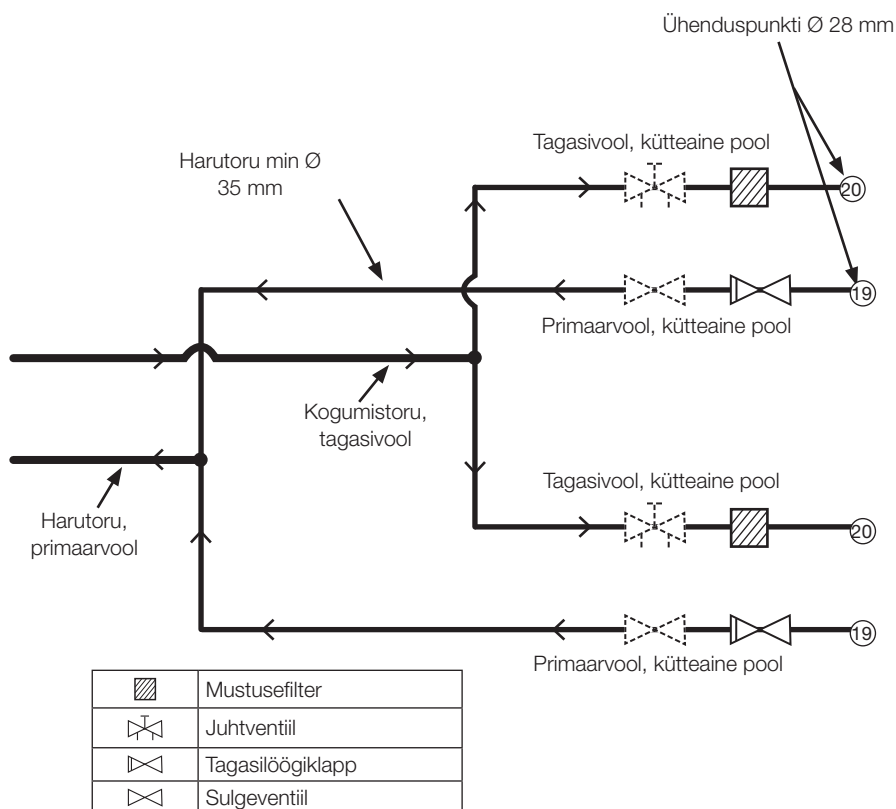 Ühenduspunkti Ø 28 mm
Tagasivool, kütteaine pool
Harutoru min Ø
35 mm
20
19
Primaarvool, kütteaine pool
Kogumistoru,
tagasivool
Tagasivool, kütteaine pool
Harutoru,
primaarvool
20
19
Primaarvool, kütteaine pool
Mustusefilter
Juhtventiil
Tagasilöögiklapp
Sulgeventiil